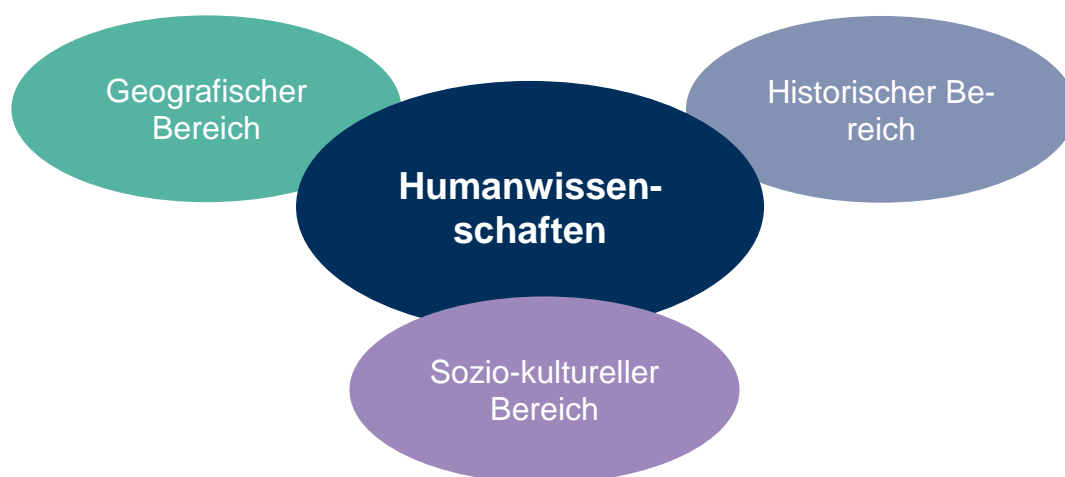 Geografischer
Bereich
Historischer Be-
reich
Humanwissen-
schaften
Sozio-kultureller
Bereich